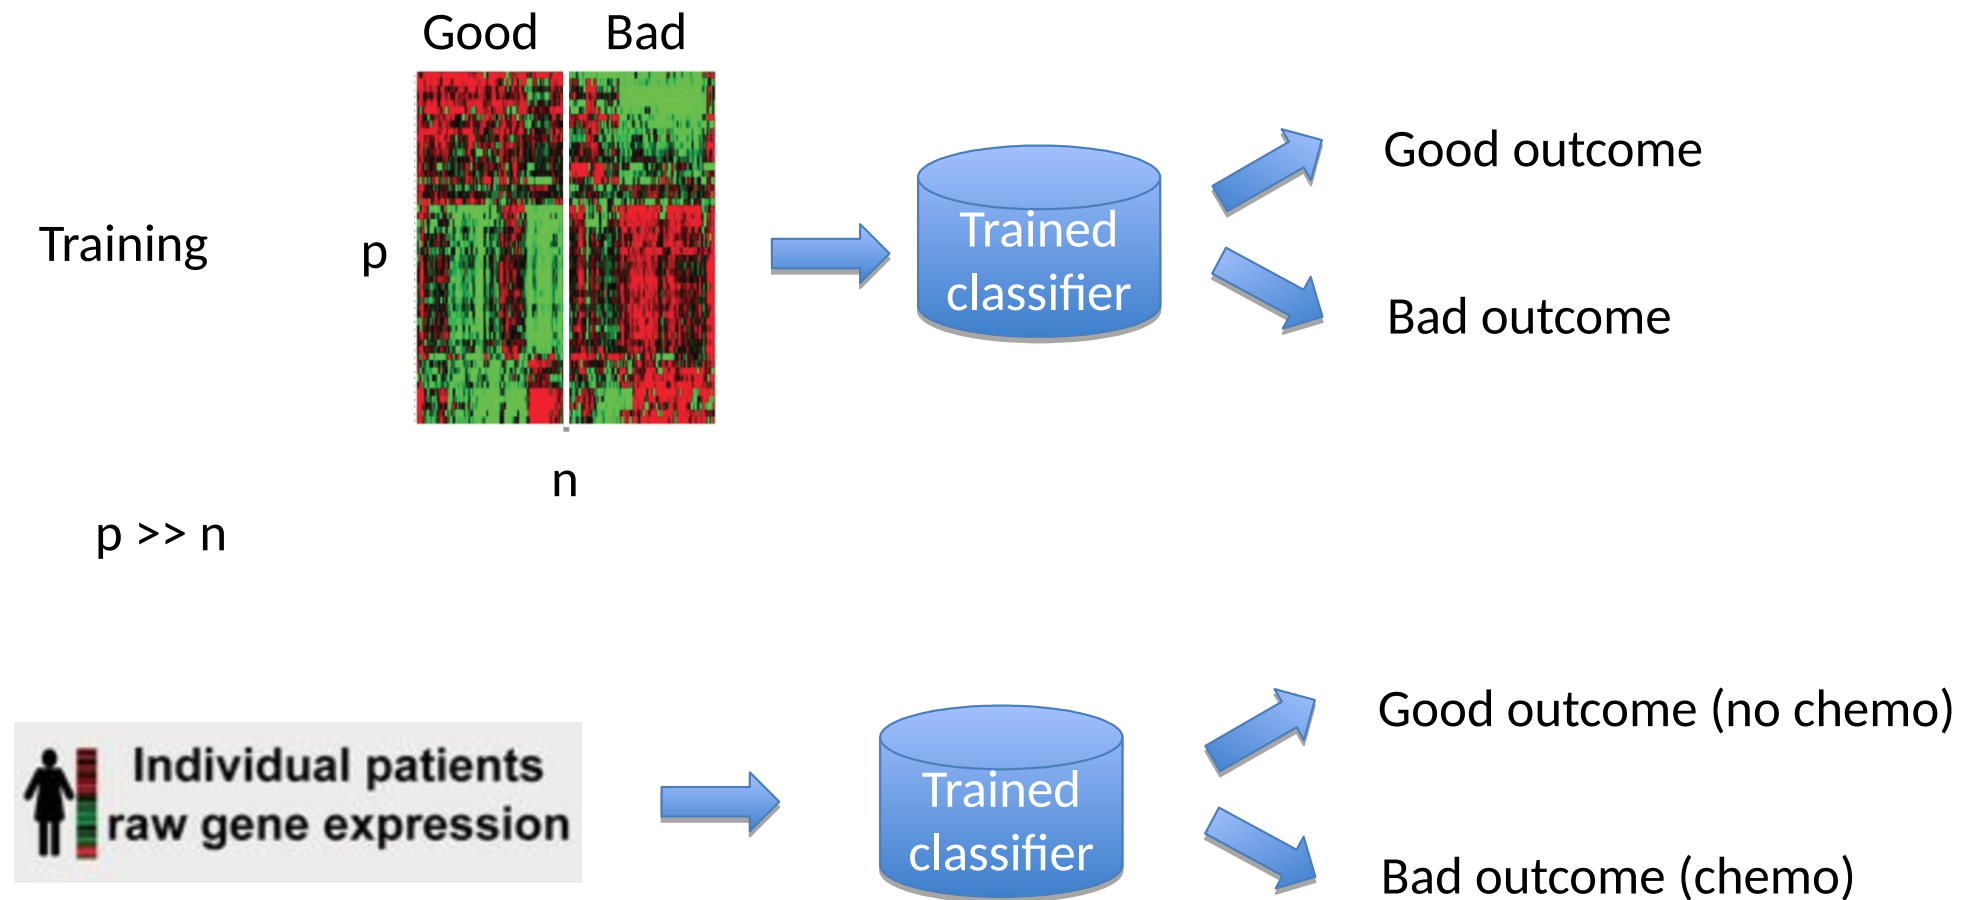 Good Bad
Training
p
Trained
classifier
Good outcome
Bad outcome
n
p >> n
Individual patients
raw gene expression
Trained
classifier
Good outcome (no chemo)
Bad outcome (chemo)